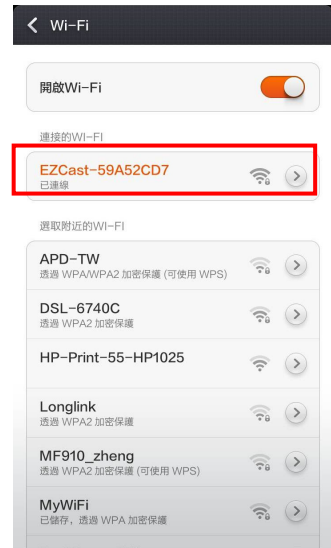 Wi-Fi
開啟Wi-Fi
連接的WI-FI
EZCast-59A52CD7
已連線
選取附近的WI-FI
APD-TW
透過 WPA/WPA2 加密保護 (可使用 WPS)
DSL-6740C
透過 WPA2 加密保護
HP-Print-55-HP1025
Longlink
透過 WPA2 加密保護
MF910_zheng
透過 WPA2 加密保護 (可使用 WPS)
MyWiFi
已儲存，透過 WPA 加密保護